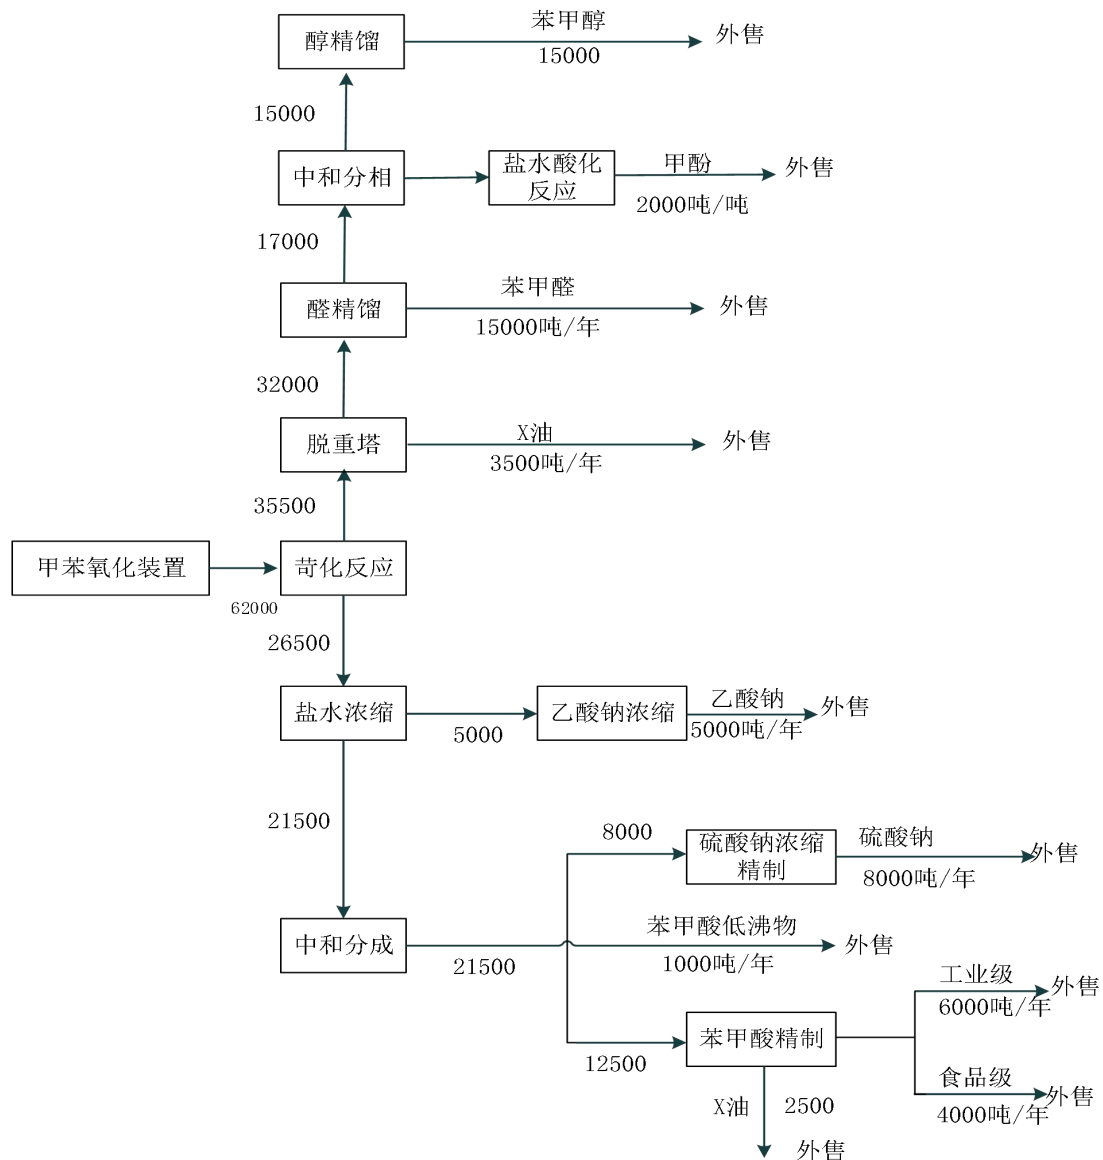 苯甲醇
醇精馏
外售
15000
15000
中和分相
盐水酸化
反应
甲酚
外售
2000吨/吨
17000
苯甲醛
醛精馏
外售
15000吨/年
32000
X油
脱重塔
外售
3500吨/年
35500
甲苯氧化装置
苛化反应
62000
26500
盐水浓缩
5000
乙酸钠浓缩
乙酸钠
5000吨/年
外售
21500
8000
硫酸钠浓缩
精制
硫酸钠
8000吨/年
外售
中和分成
21500
苯甲酸低沸物
1000吨/年
外售
12500
苯甲酸精制
工业级
6000吨/年
外售
食品级
4000吨/年
外售
X油
2500
外售